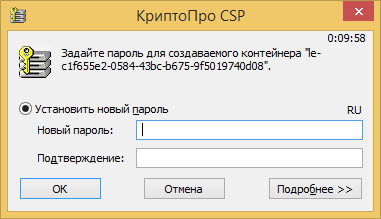 КриптоПро CSP
0:09:58
Задайте пароль для создаваемого контейнера "le-
c1f655e2-0584-43bc-b675-9f5019740d08".
Установить новый пароль
RU
Новый пароль:
Подтверждение:
OK
Отмена
Подробнее >>